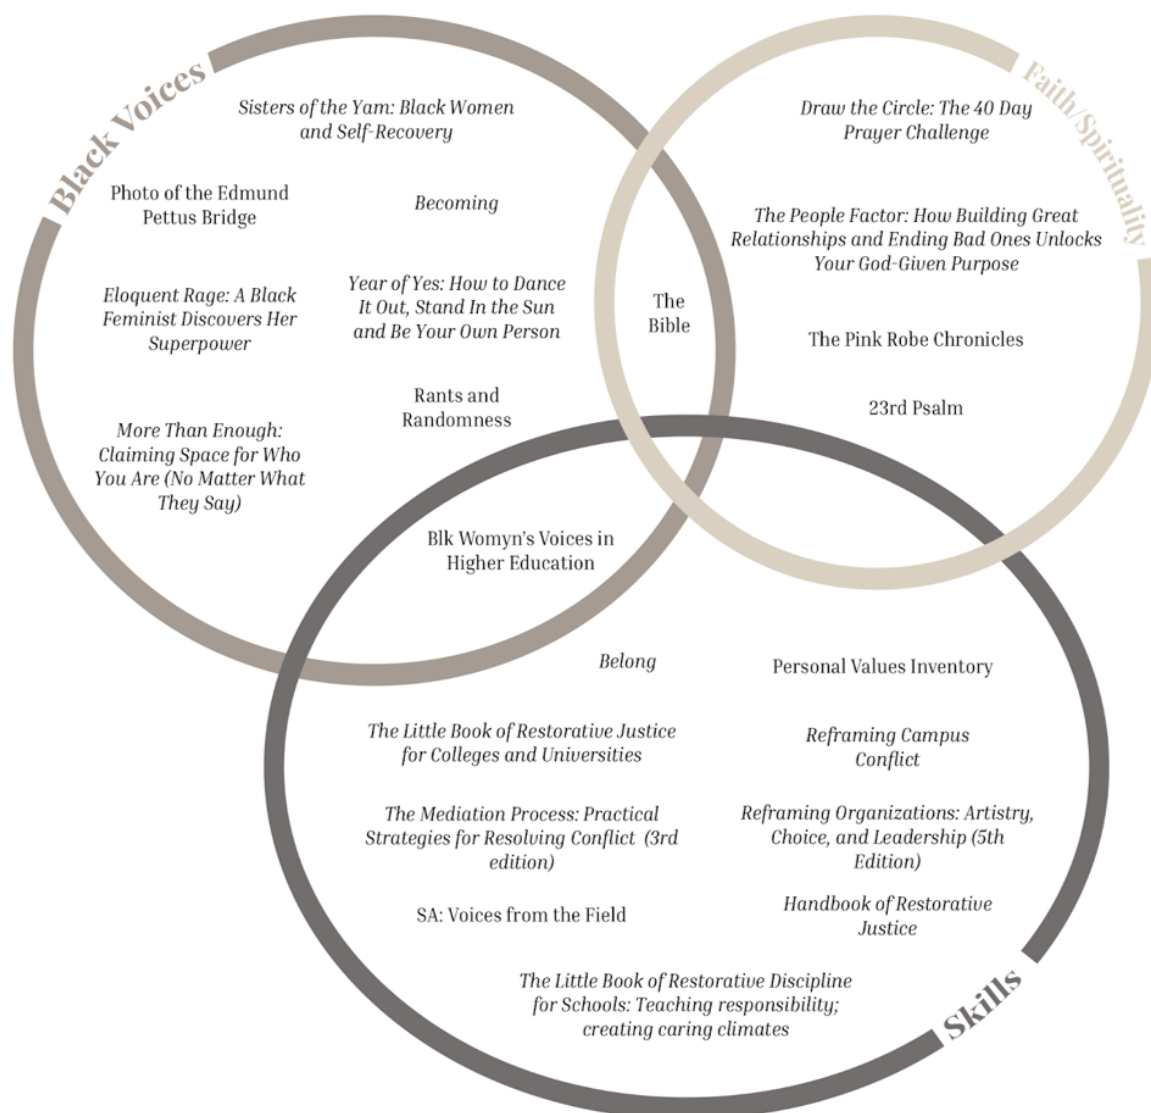 Black Voices
Sisters of the Yam: Black Women
and Self-Recovery
Photo of the Edmund
Pettus Bridge
Becoming
Eloquent Rage: A Black
Feminist Discovers Her
Superpower
Year of Yes: How to Dance
It Out, Stand In the Sun
and Be Your Own Person
Rants and
Randomness
More Than Enough:
Claiming Space for Who
You Are (No Matter What
They Say)
The
Bible
Faith/Spirituality
Draw the Circle: The 40 Day
Prayer Challenge
The People Factor: How Building Great
Relationships and Ending Bad Ones Unlocks
Your God-Given Purpose
The Pink Robe Chronicles
23rd Psalm
Blk Womyn's Voices in
Higher Education
Belong
Personal Values Inventory
The Little Book of Restorative Justice
for Colleges and Universities
Reframing Campus
Conflict
The Mediation Process: Practical
Strategies for Resolving Conflict (3rd
edition)
Reframing Organizations: Artistry,
Choice, and Leadership (5th
Edition)
SA: Voices from the Field
Handbook of Restorative
Justice
The Little Book of Restorative Discipline
for Schools: Teaching responsibility;
creating caring climates
Skills